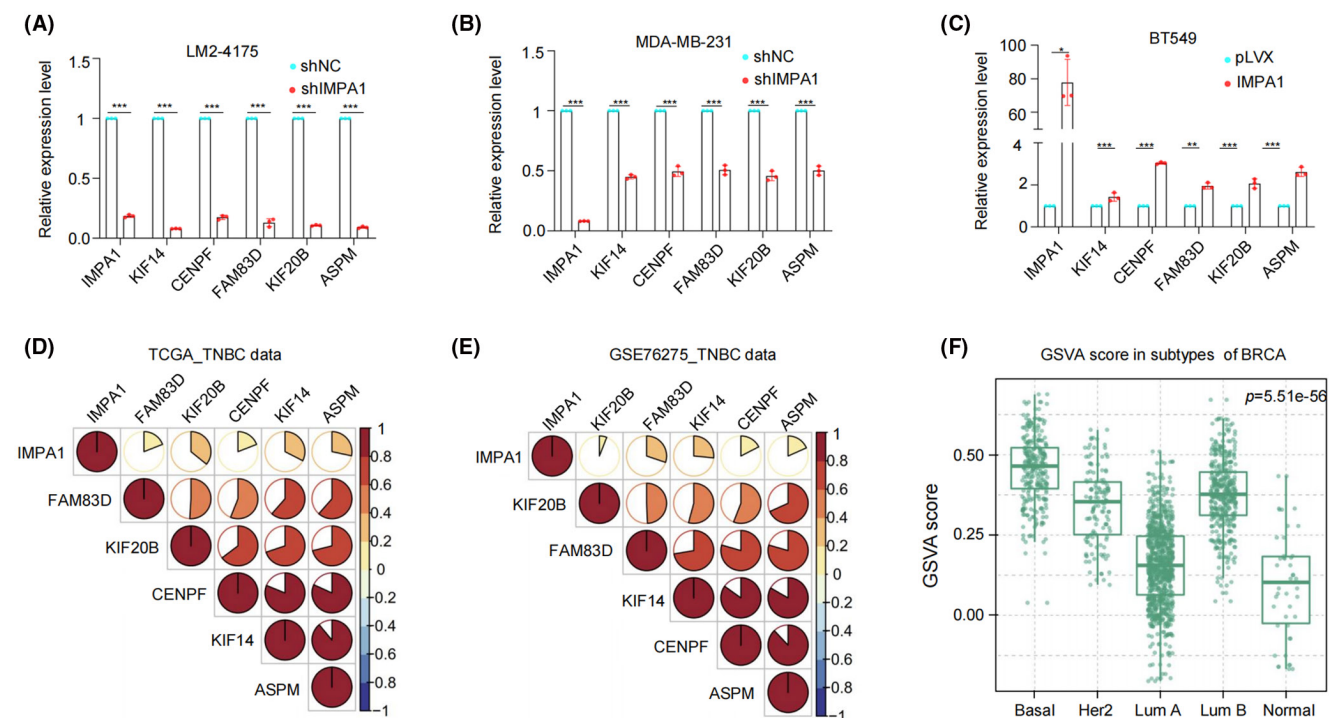 (A)
LM2-4175
shNC
shIMPA1
Relative expression level
1.5
1.0
0.5
0.0
*** *** *** *** *** ***
IMPA1 KIF14 CENPF FAM83D KIF20B ASPM
(B)
MDA-MB-231
shNC
shIMPA1
Relative expression level
1.5
1
0.5
0.0
*** *** *** *** *** ***
IMPA1 KIF14 CENPF FAM83D KIF20B ASPM
(C)
BT549
pLVX
IMPA1
Relative expression level
100
80
60
4
2
0
* *** *** ** *** ***
IMPA1 KIF14 CENPF FAM83D KIF20B ASPM
(D)
TCGA_TNBC data
IMPA1 FAM83D KIF20B CENPF KIF14 ASPM
IMPA1
FAM83D
KIF20B
CENPF
KIF14
ASPM
1
0.8
0.6
0.4
0.2
0
0.2
0.4
0.6
0.8
−1
(E)
GSE76275_TNBC data
IMPA1 KIF20B FAM83D KIF14 CENPF ASPM
IMPA1
KIF20B
FAM83D
KIF14
CENPF
ASPM
1
0.8
0.6
0.4
0.2
0
0.2
0.4
0.6
0.8
−1
(F)
GSVA score in subtypes of BRCA
p=5.51e-56
GSVA score
0.50
0.25
0.00
Basal Her2 Lum A Lum B Normal